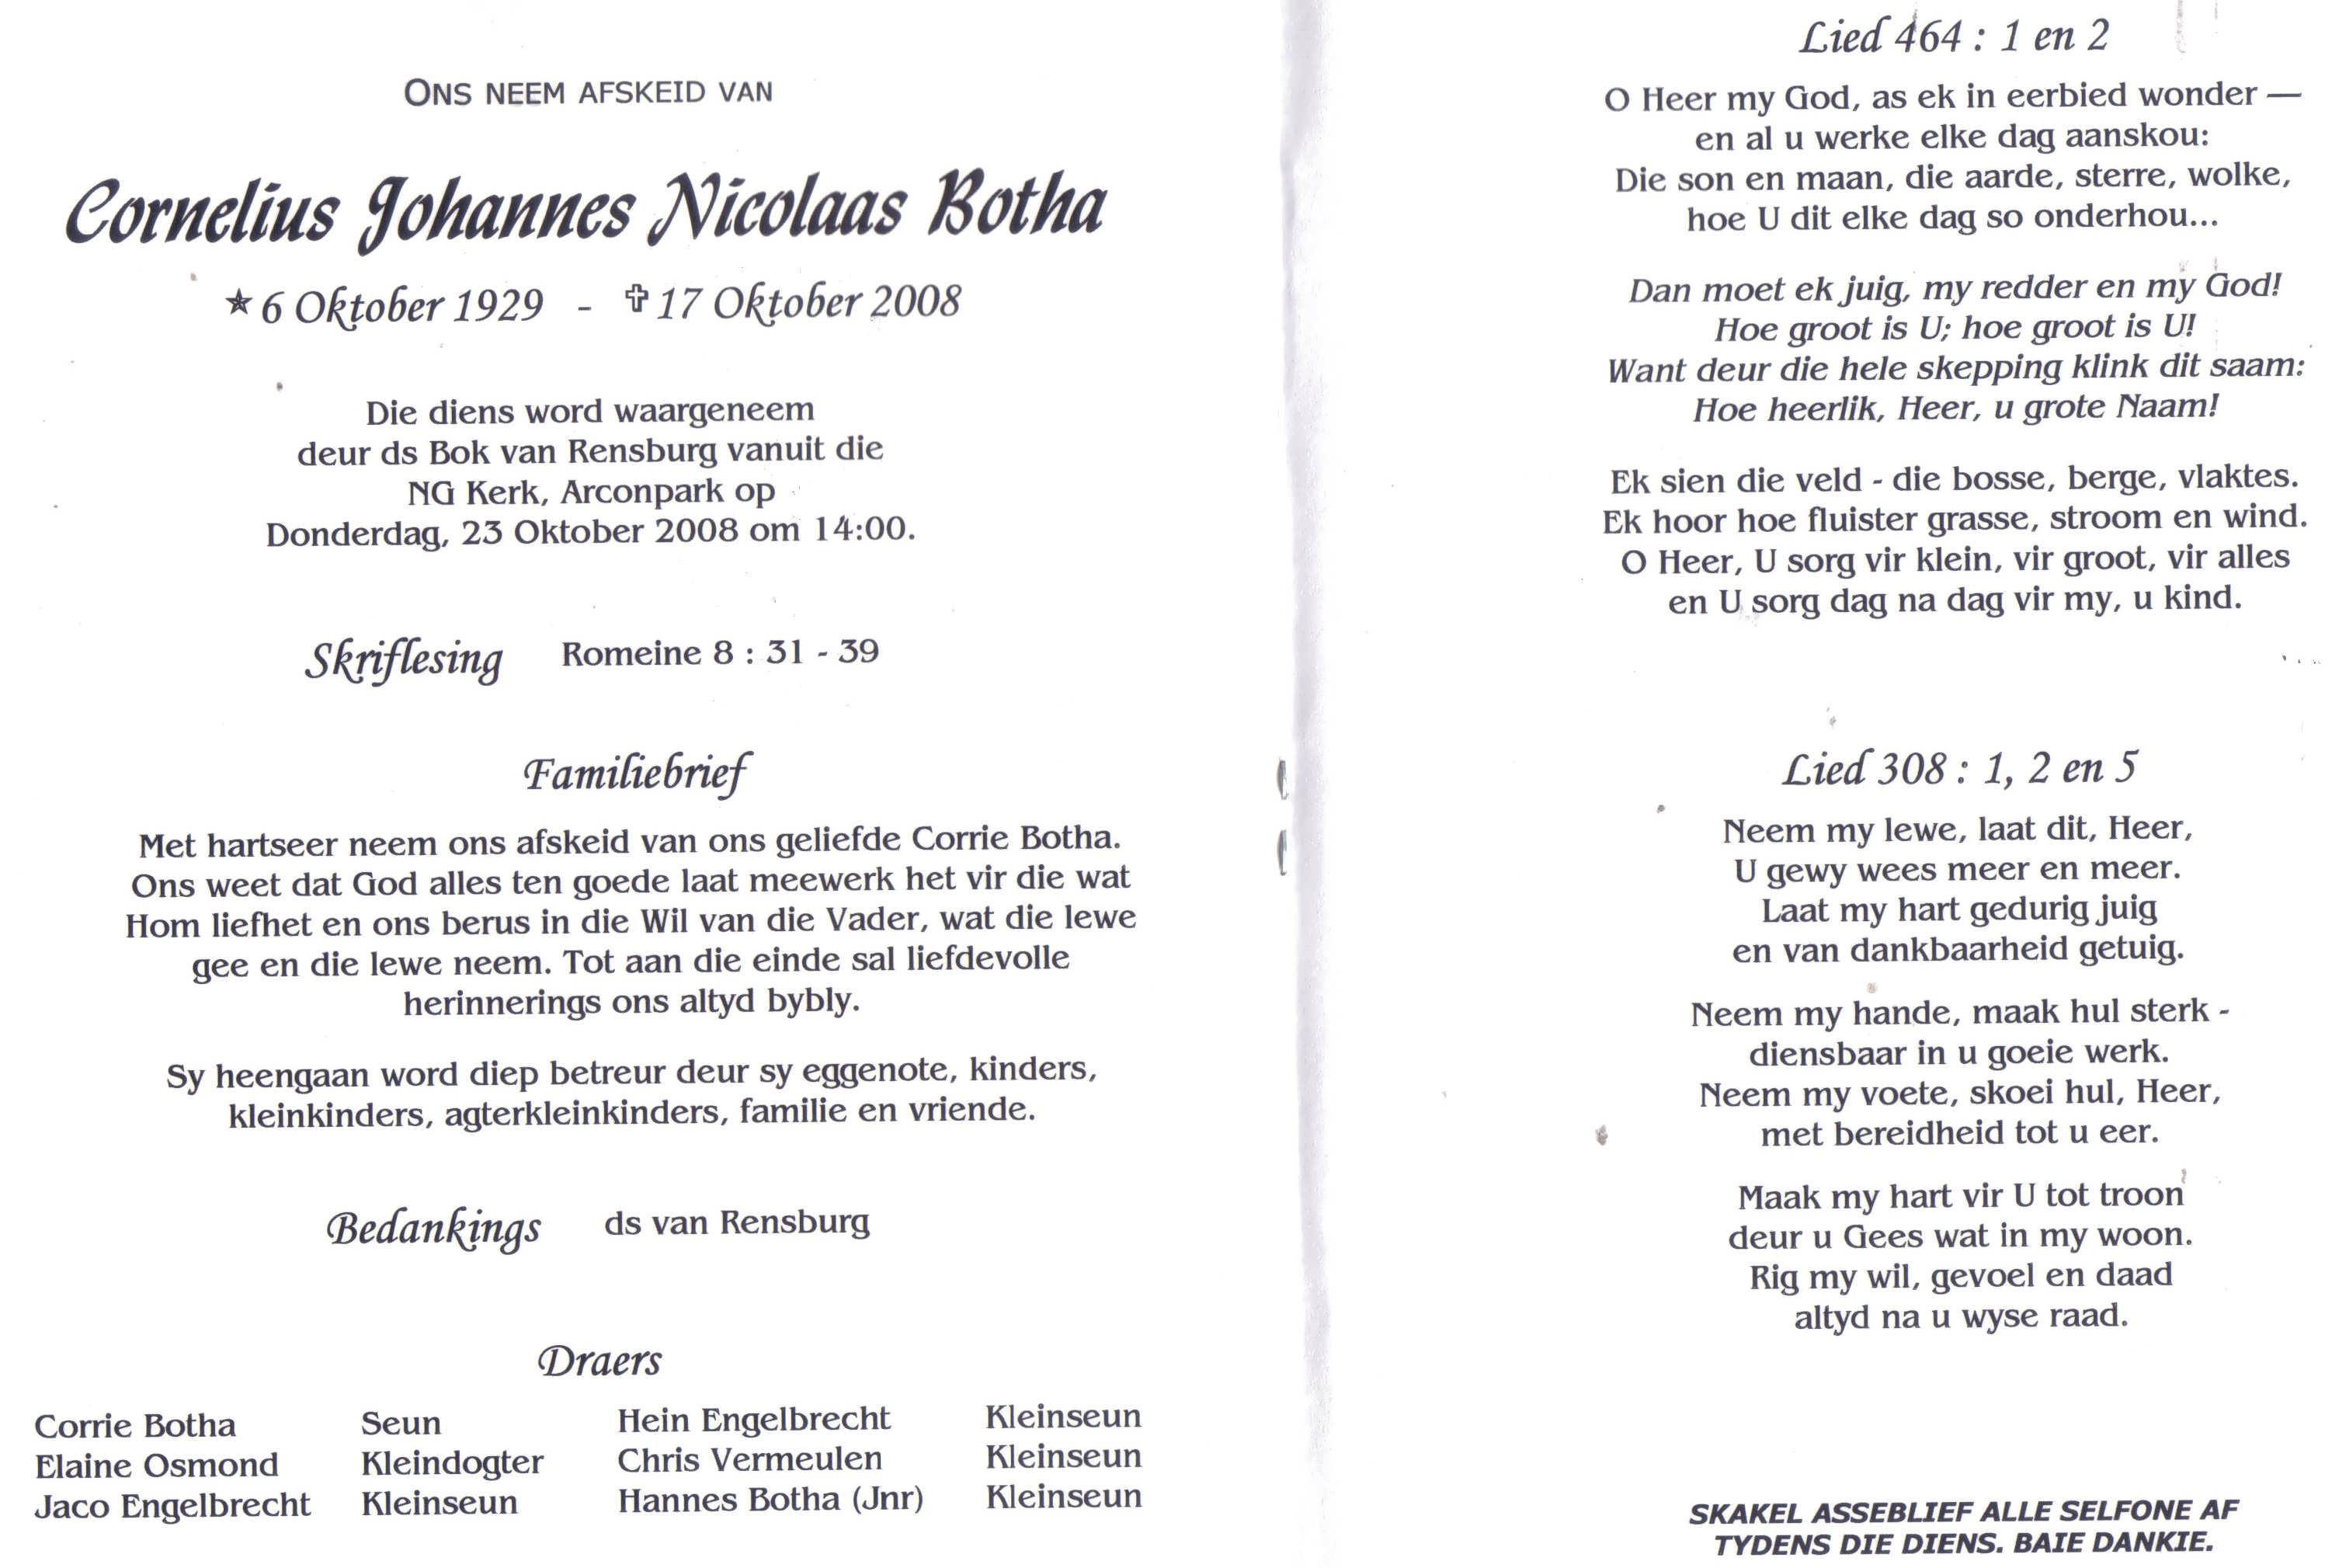 ONS NEEM AFSKEID VAN
Cornelius Johannes Nicolaas Botha
★ 6 Oktober 1929 - ✞ 17 Oktober 2008
Die diens word waargeneem
deur ds Bok van Rensburg vanuit die
NG Kerk, Arconpark op
Donderdag, 23 Oktober 2008 om 14:00.
Skriflesing Romeine 8 : 31 - 39
Familiebrief
Met hartseer neem ons afskeid van ons geliefde Corrie Botha.
Ons weet dat God alles ten goede laat meewerk het vir die wat
Hom liefhet en ons berus in die Wil van die Vader, wat die lewe
gee en die lewe neem. Tot aan die einde sal liefdevolle
herinnerings ons altyd bybly.
Sy heengaan word diep betreur deur sy eggenote, kinders,
kleinkinders, agterkleinkinders, familie en vriende.
Bedankings ds van Rensburg
Draers
Corrie Botha Seun Hein Engelbrecht Kleinseun
Elaine Osmond Kleindogter Chris Vermeulen Kleinseun
Jaco Engelbrecht Kleinseun Hannes Botha (Jnr) Kleinseun
Lied 464 : 1 en 2
O Heer my God, as ek in eerbied wonder —
en al u werke elke dag aanskou:
Die son en maan, die aarde, sterre, wolke,
hoe U dit elke dag so onderhou...
Dan moet ek juig, my redder en my God!
Hoe groot is U; hoe groot is U!
Want deur die hele skepping klink dit saam:
Hoe heerlik, Heer, u grote Naam!
Ek sien die veld - die bosse, berge, vlaktes.
Ek hoor hoe fluister grasse, stroom en wind.
O Heer, U sorg vir klein, vir groot, vir alles
en U sorg dag na dag vir my, u kind.
Lied 308 : 1, 2 en 5
Neem my lewe, laat dit, Heer,
U gewy wees meer en meer.
Laat my hart gedurig juig
en van dankbaarheid getuig.
Neem my hande, maak hul sterk -
diensbaar in u goeie werk.
Neem my voete, skoei hul, Heer,
met bereidheid tot u eer.
Maak my hart vir U tot troon
deur u Gees wat in my woon.
Rig my wil, gevoel en daad
altyd na u wyse raad.
SKAKEL ASSEBLIEF ALLE SELFONE AF
TYDENS DIE DIENS. BAIE DANKIE.